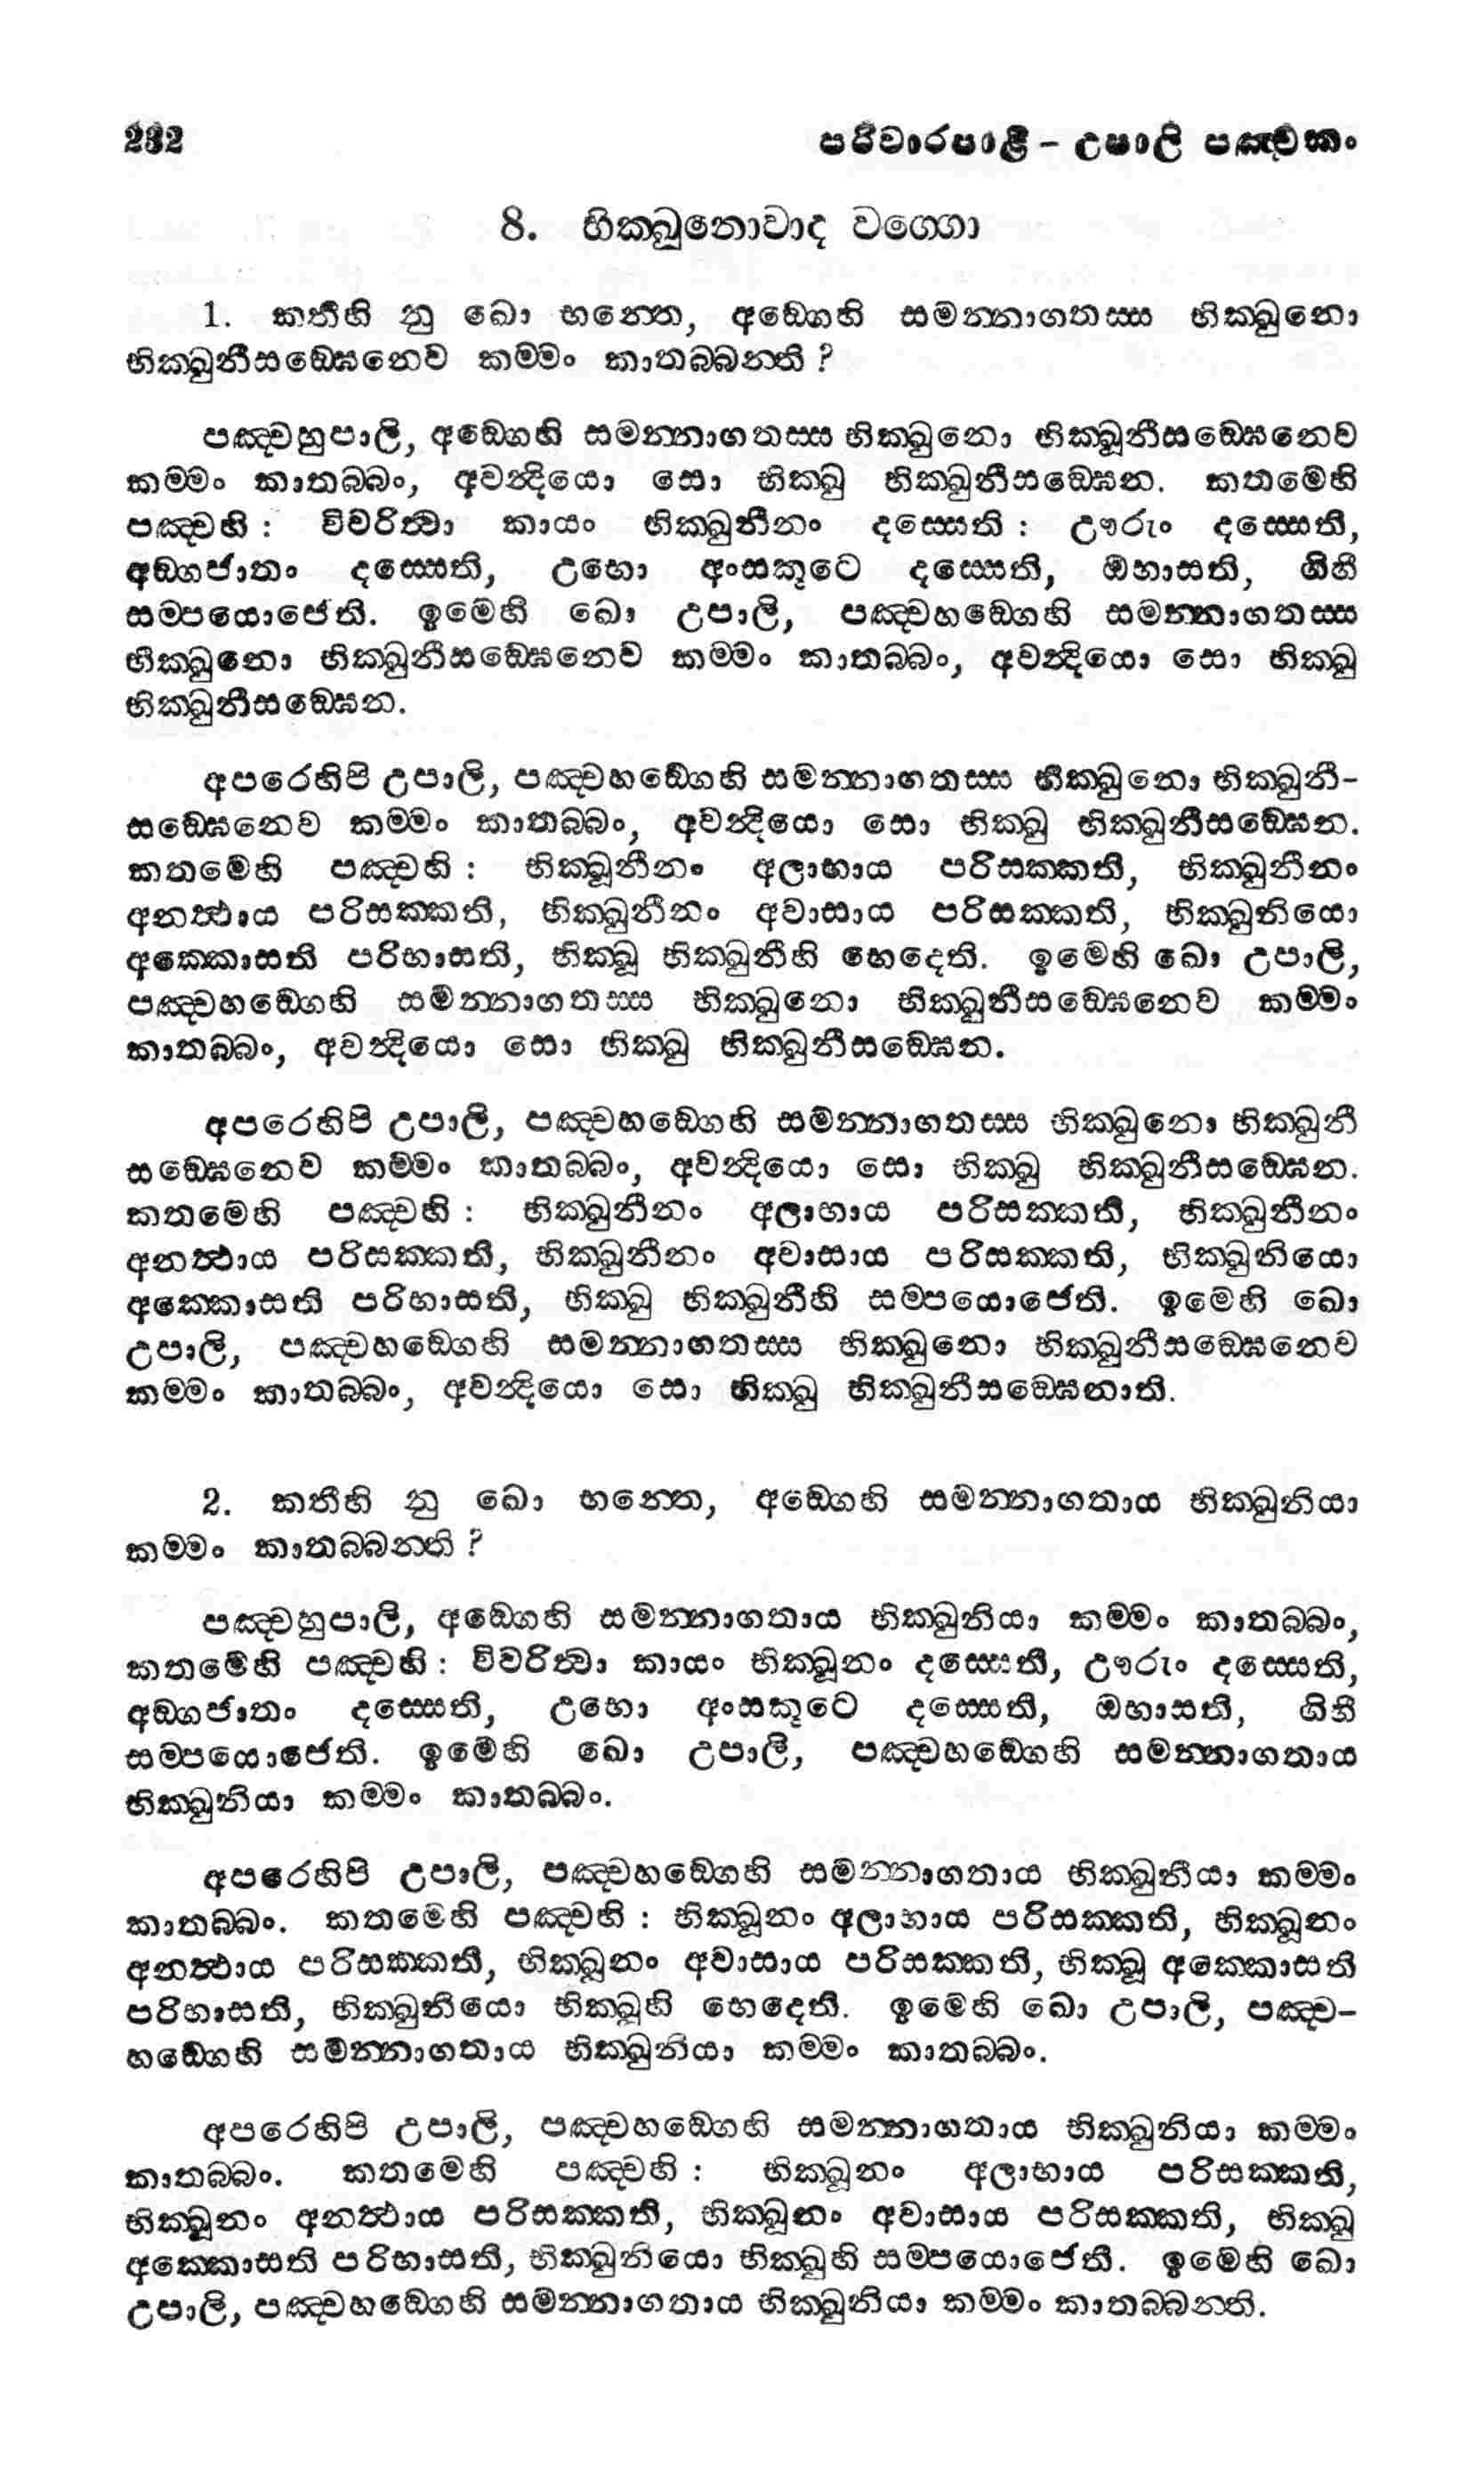 232 පරිවාරපාළි - උපාලි පඤ්චකං
8. භික්ඛුනොවාද වග්ගො
1. කතීහි නු ඛො භන්තෙ, අඞ්ගෙහි සමන්නාගතස්ස භික්ඛුනො
භික්ඛුනීසඞ්ඝෙනෙව කම්මං කාතබ්බන්ති ?
පඤ්චහුපාලි, අඞ්ගෙහි සමන්නාගතස්ස භික්ඛුනො භික්ඛුනීසඞ්ඝෙනෙව
කම්මං කාතබ්බං, අවන්දියො සො භික්ඛු භික්ඛුනීසඞ්ඝෙන. කතමෙහි
පඤ්චහි : විවරිත්වා කායං භික්ඛුනීනං දස්සෙති : ඌරුං දස්සෙති,
අඞ්ගජාතං දස්සෙති, උභො අංසකූටෙ දස්සෙති, ඔභාසති, ගිහී
සම්පයොජෙති. ඉමෙහි ඛො උපාලි, පඤ්චහඞ්ගෙහි සමන්නාගතස්ස
භික්ඛුනො භික්ඛුනීසඞ්ඝෙනෙව කම්මං කාතබ්බං, අවන්දියො සො භික්ඛු
භික්ඛුනීසඞ්ඝෙන.
අපරෙහිපි උපාලි, පඤ්චහඞ්ගෙහි සමන්නාගතස්ස භික්ඛුනො භික්ඛුනී-
සඞ්ඝෙනෙව කම්මං කාතබ්බං, අවන්දියො සො භික්ඛු භික්ඛුනීසඞ්ඝෙන.
කතමෙහි පඤ්චහි : භික්ඛූනීනං අලාභාය පරිසක්කති, භික්ඛුනීනං
අනත්ථාය පරිසක්කති, භික්ඛුනීනං අවාසාය පරිසක්කති, භික්ඛුනියො
අක්කොසති පරිභාසති, භික්ඛූ භික්ඛුනීහි භෙදෙති. ඉමෙහි ඛො උපාලි,
පඤ්චහඞ්ගෙහි සමන්නාගතස්ස භික්ඛුනො භික්ඛුනීසඞ්ඝෙනෙව කම්මං
කාතබ්බං, අවන්දියො සො භික්ඛු භික්ඛුනීසඞ්ඝෙන.
අපරෙහිපි උපාලි, පඤ්චහඞ්ගෙහි සමන්නාගතස්ස භික්ඛුනො භික්ඛුනී
සඞ්ඝෙනෙව කම්මං කාතබ්බං, අවන්දියො සො භික්ඛු භික්ඛුනීසඞ්ඝෙන.
කතමෙහි පඤ්චහි : භික්ඛුනීනං අලාභාය පරිසක්කති, භික්ඛුනීනං
අනත්ථාය පරිසක්කති, භික්ඛුනීනං අවාසාය පරිසක්කති, භික්ඛුනියො
අක්කොසති පරිභාසති, භික්ඛු භික්ඛුනීහි සම්පයොජෙති. ඉමෙහි ඛො
උපාලි, පඤ්චහඞ්ගෙහි සමන්නාගතස්ස භික්ඛුනො භික්ඛුනීසඞ්ඝෙනෙව
කම්මං කාතබ්බං, අවන්දියො සො භික්ඛු භික්ඛුනීසඞ්ඝෙනාති.
2. කතීහි නු ඛො භන්තෙ, අඞ්ගෙහි සමන්නාගතාය භික්ඛුනියා
කම්මං කාතබ්බන්ති ?
පඤ්චහුපාලි, අඞ්ගෙහි සමන්නාගතාය භික්ඛුනියා කම්මං කාතබ්බං,
කතමෙහි පඤ්චහි : විවරිත්වා කායං භික්ඛූනං දස්සෙති, ඌරුං දස්සෙති,
අඞ්ගජාතං දස්සෙති, උභො අංසකූටෙ දස්සෙති, ඔභාසති, ගිහී
සම්පයොජෙති. ඉමෙහි ඛො උපාලි, පඤ්චහඞ්ගෙහි සමන්නාගතාය
භික්ඛුනියා කම්මං කාතබ්බං.
අපරෙහිපි උපාලි, පඤ්චහඞ්ගෙහි සමන්නාගතාය භික්ඛුනියා කම්මං
කාතබ්බං. කතමෙහි පඤ්චහි : භික්ඛූනං අලාභාය පරිසක්කති, භික්ඛූනං
අනත්ථාය පරිසක්කති, භික්ඛූනං අවාසාය පරිසක්කති, භික්ඛූ අක්කොසති
පරිභාසති, භික්ඛුනියො භික්ඛූහි භෙදෙති. ඉමෙහි ඛො උපාලි, පඤ්ච-
හඞ්ගෙහි සමන්නාගතාය භික්ඛුනියා කම්මං කාතබ්බං.
අපරෙහිපි උපාලි, පඤ්චහඞ්ගෙහි සමන්නාගතාය භික්ඛුනියා කම්මං
කාතබ්බං. කතමෙහි පඤ්චහි : භික්ඛූනං අලාභාය පරිසක්කති,
භික්ඛූනං අනත්ථාය පරිසක්කති, භික්ඛූනං අවාසාය පරිසක්කති, භික්ඛු
අක්කොසති පරිභාසති, භික්ඛුනියො භික්ඛුහි සම්පයොජෙති. ඉමෙහි ඛො
උපාලි, පඤ්චහඞ්ගෙහි සමන්නාගතාය භික්ඛුනියා කම්මං කාතබ්බන්ති.